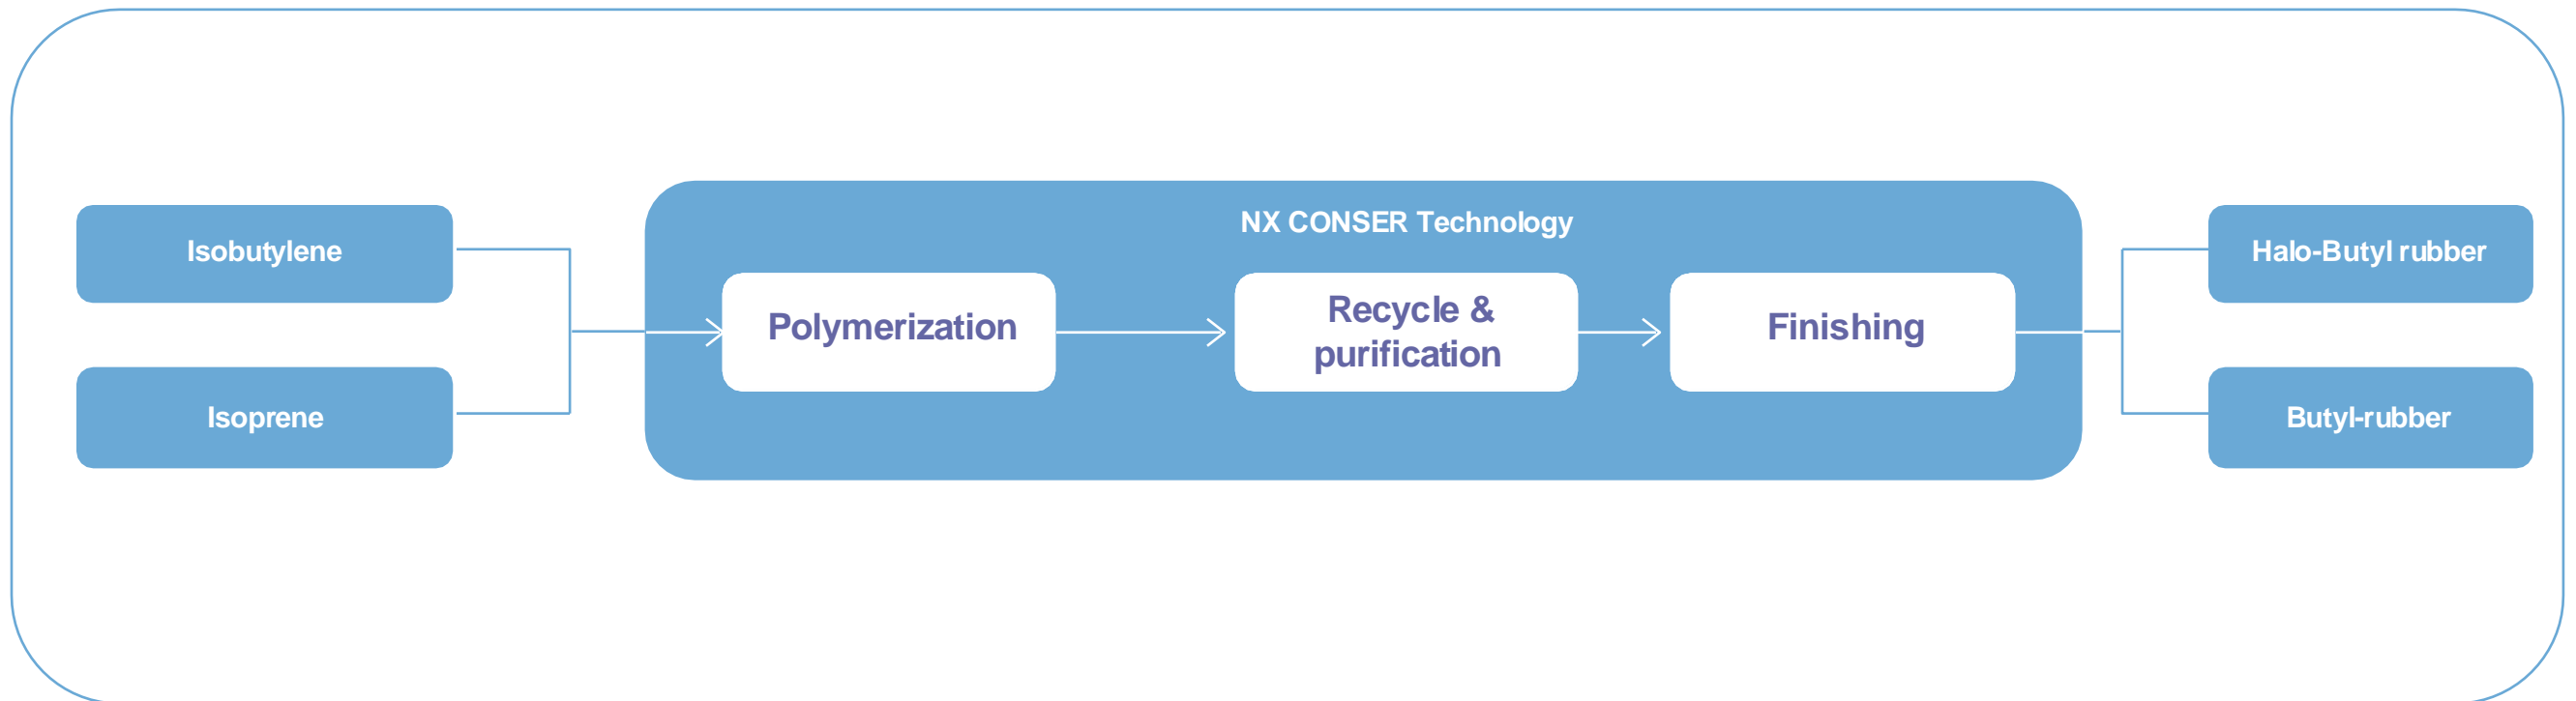 NX CONSER Technology
Isobutylene
Isoprene
Polymerization
Recycle &
purification
Finishing
Halo-Butyl rubber
Butyl-rubber